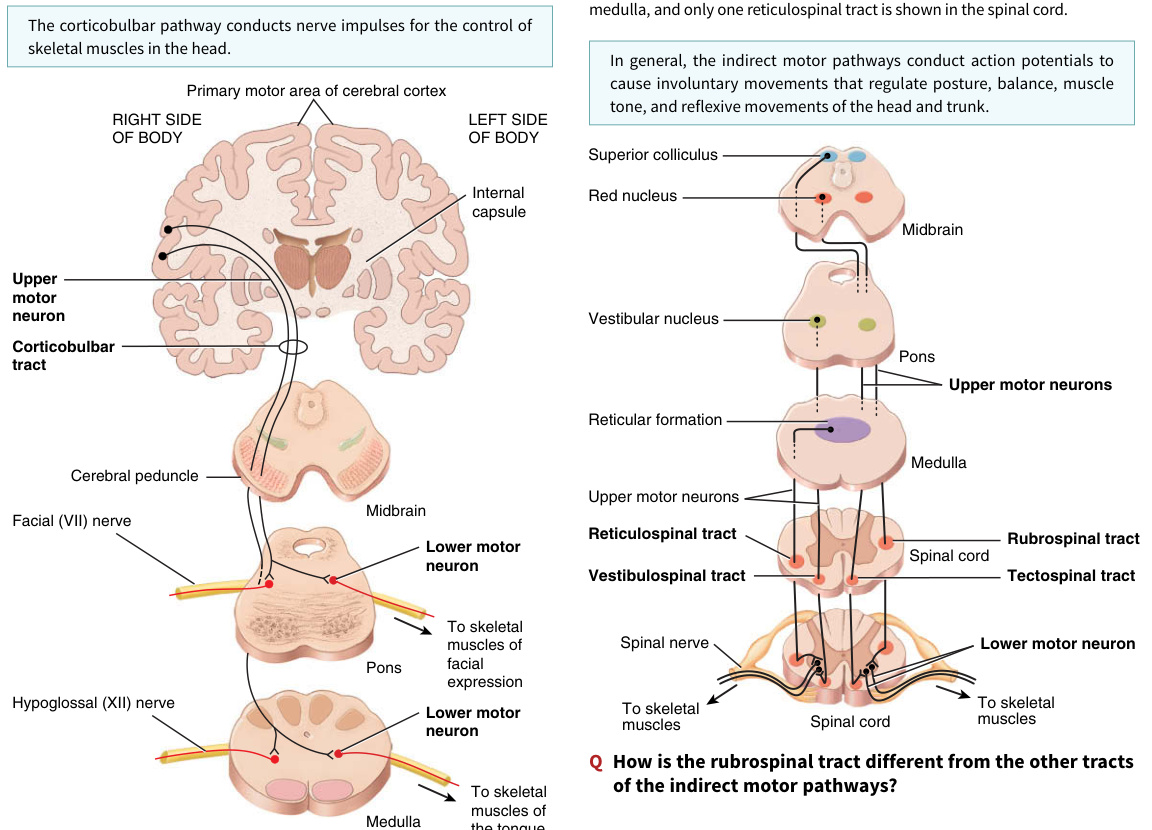 The corticobulbar pathway conducts nerve impulses for the control of
skeletal muscles in the head.
Primary motor area of cerebral cortex
RIGHT SIDE
OF BODY
LEFT SIDE
OF BODY
Internal
capsule
Upper
motor
neuron
Corticobulbar
tract
Cerebral peduncle
Midbrain
Facial (VII) nerve
Lower motor
neuron
To skeletal
muscles of
facial
expression
Pons
Hypoglossal (XII) nerve
Lower motor
neuron
To skeletal
muscles of
the tongue
Medulla
medulla, and only one reticulospinal tract is shown in the spinal cord.
In general, the indirect motor pathways conduct action potentials to
cause involuntary movements that regulate posture, balance, muscle
tone, and reflexive movements of the head and trunk.
Superior colliculus
Red nucleus
Midbrain
Vestibular nucleus
Pons
Upper motor neurons
Reticular formation
Medulla
Upper motor neurons
Reticulospinal tract
Rubrospinal tract
Spinal cord
Vestibulospinal tract
Tectospinal tract
Spinal nerve
Lower motor neuron
To skeletal
muscles
To skeletal
muscles
Spinal cord
Q How is the rubrospinal tract different from the other tracts
of the indirect motor pathways?